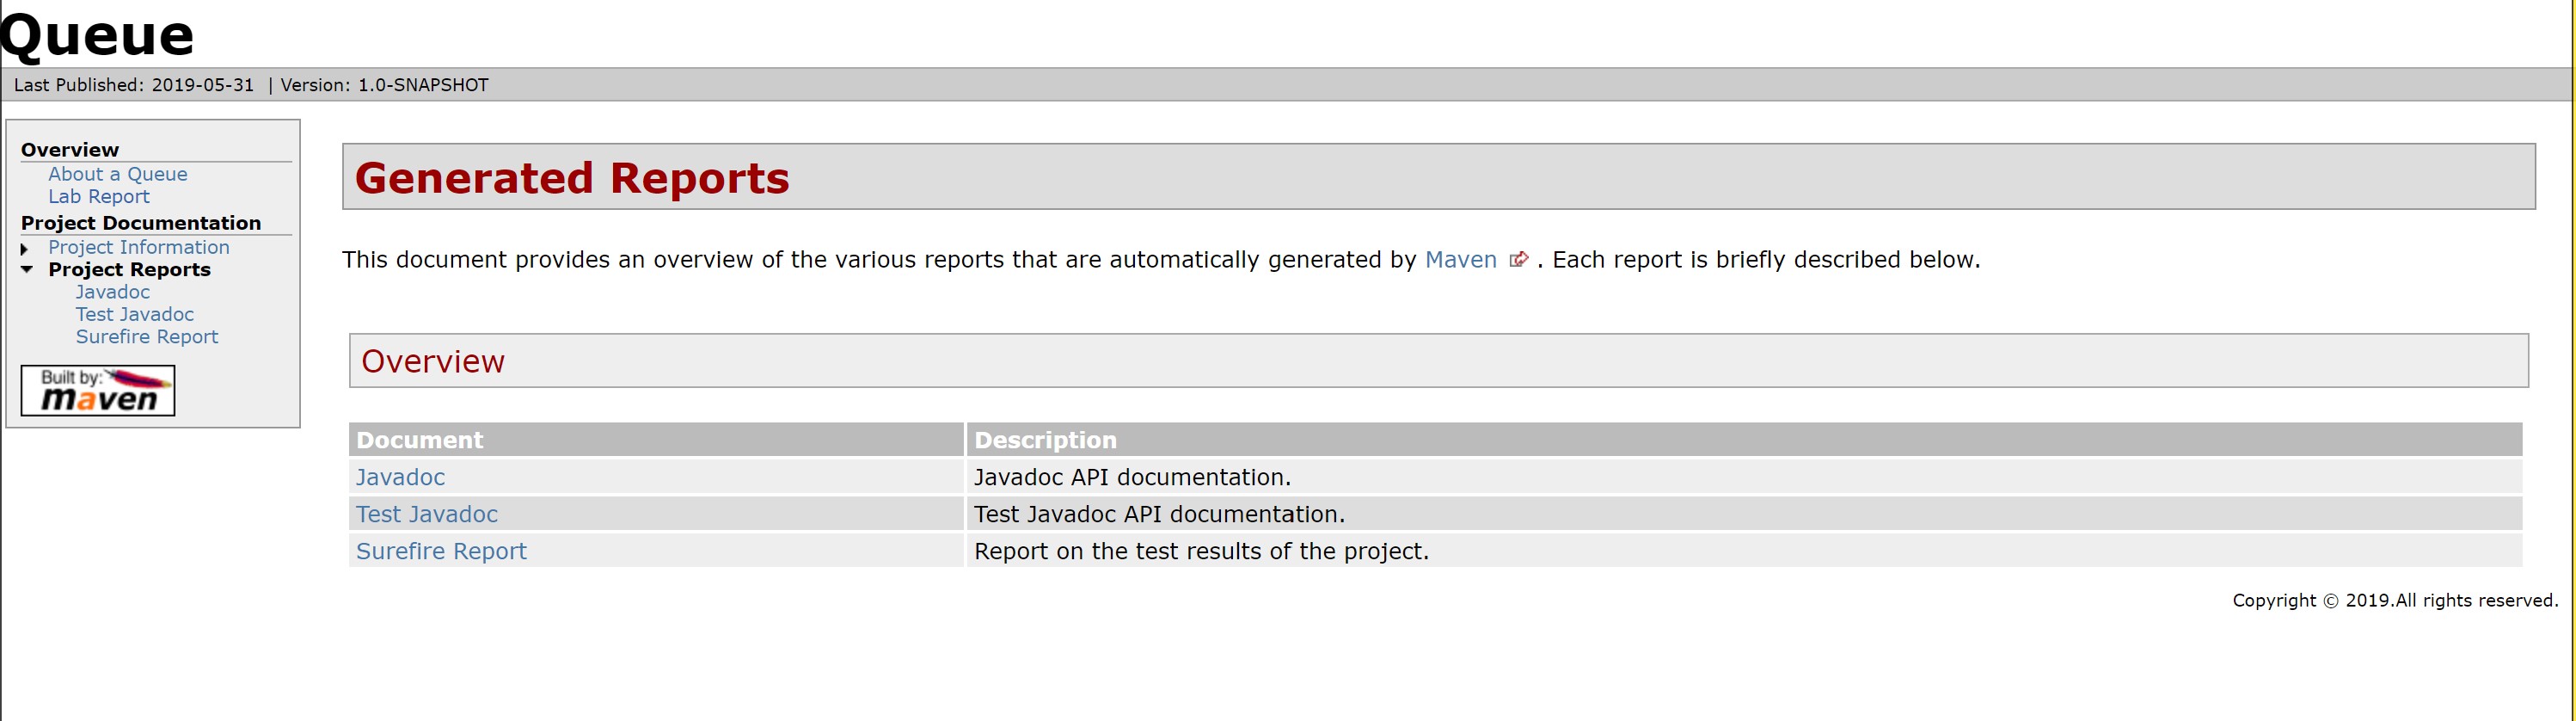 Queue
Last Published: 2019-05-31 | Version: 1.0-SNAPSHOT
Overview
About a Queue
Lab Report
Project Documentation
Project Information
Project Reports
Javadoc
Test Javadoc
Surefire Report
Built by:
maven
Generated Reports
This document provides an overview of the various reports that are automatically generated by Maven . Each report is briefly described below.
Overview
Document Description
Javadoc Javadoc API documentation.
Test Javadoc Test Javadoc API documentation.
Surefire Report Report on the test results of the project.
Copyright © 2019.All rights reserved.